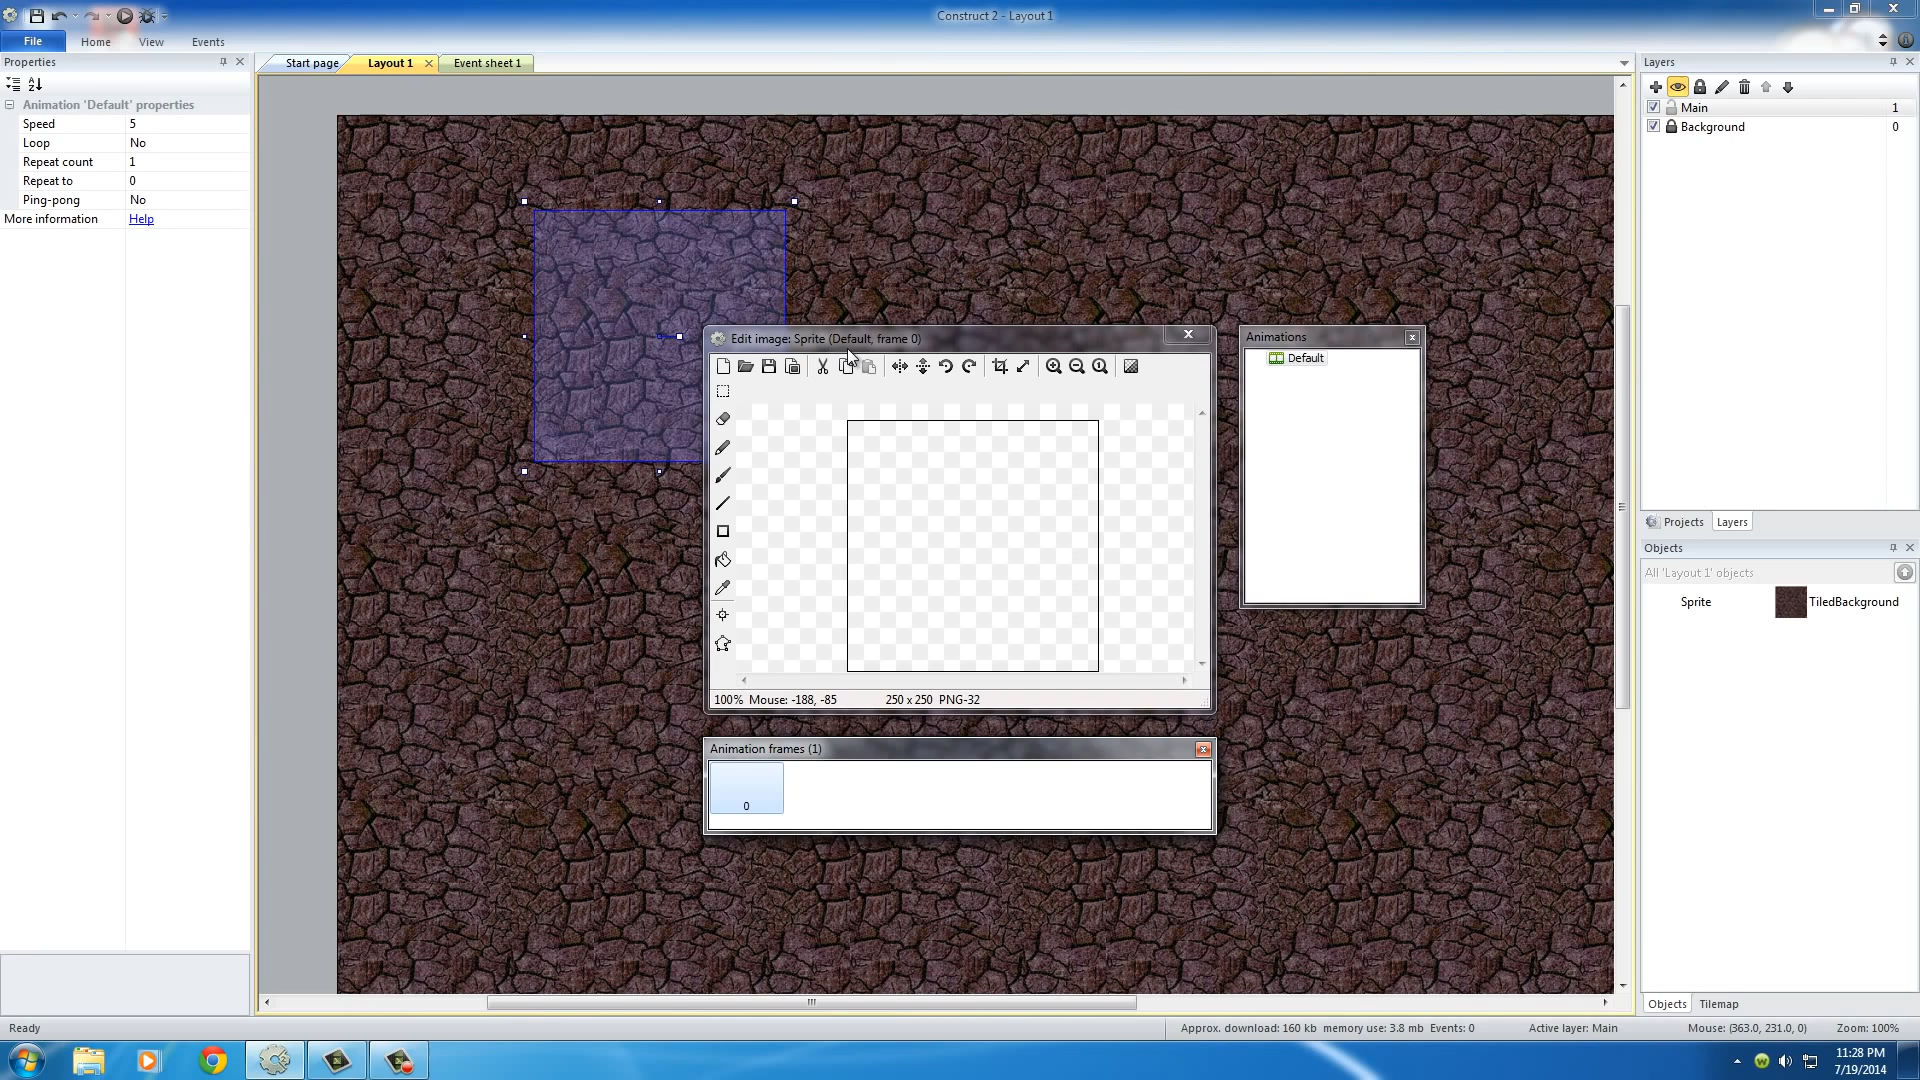 Construct 2 - Layout 1
File Home View Events
Properties
Animation 'Default' properties
Speed 5
Loop No
Repeat count 1
Repeat to 0
Ping-pong No
More information Help
Start page Layout 1 Event sheet 1
Edit image: Sprite (Default, frame 0)
100% Mouse: -188, -85 250 x 250 PNG-32
Animation frames (1)
0
Animations
Default
Layers
Main 1
Background 0
Projects Layers
Objects
All 'Layout 1' objects
Sprite TiledBackground
Objects Tilemap
Ready Approx. download: 160 kb memory use: 3.8 mb Events: 0 Active layer: Main Mouse: (363.0, 231.0, 0) Zoom: 100%
11:28 PM
7/19/2014